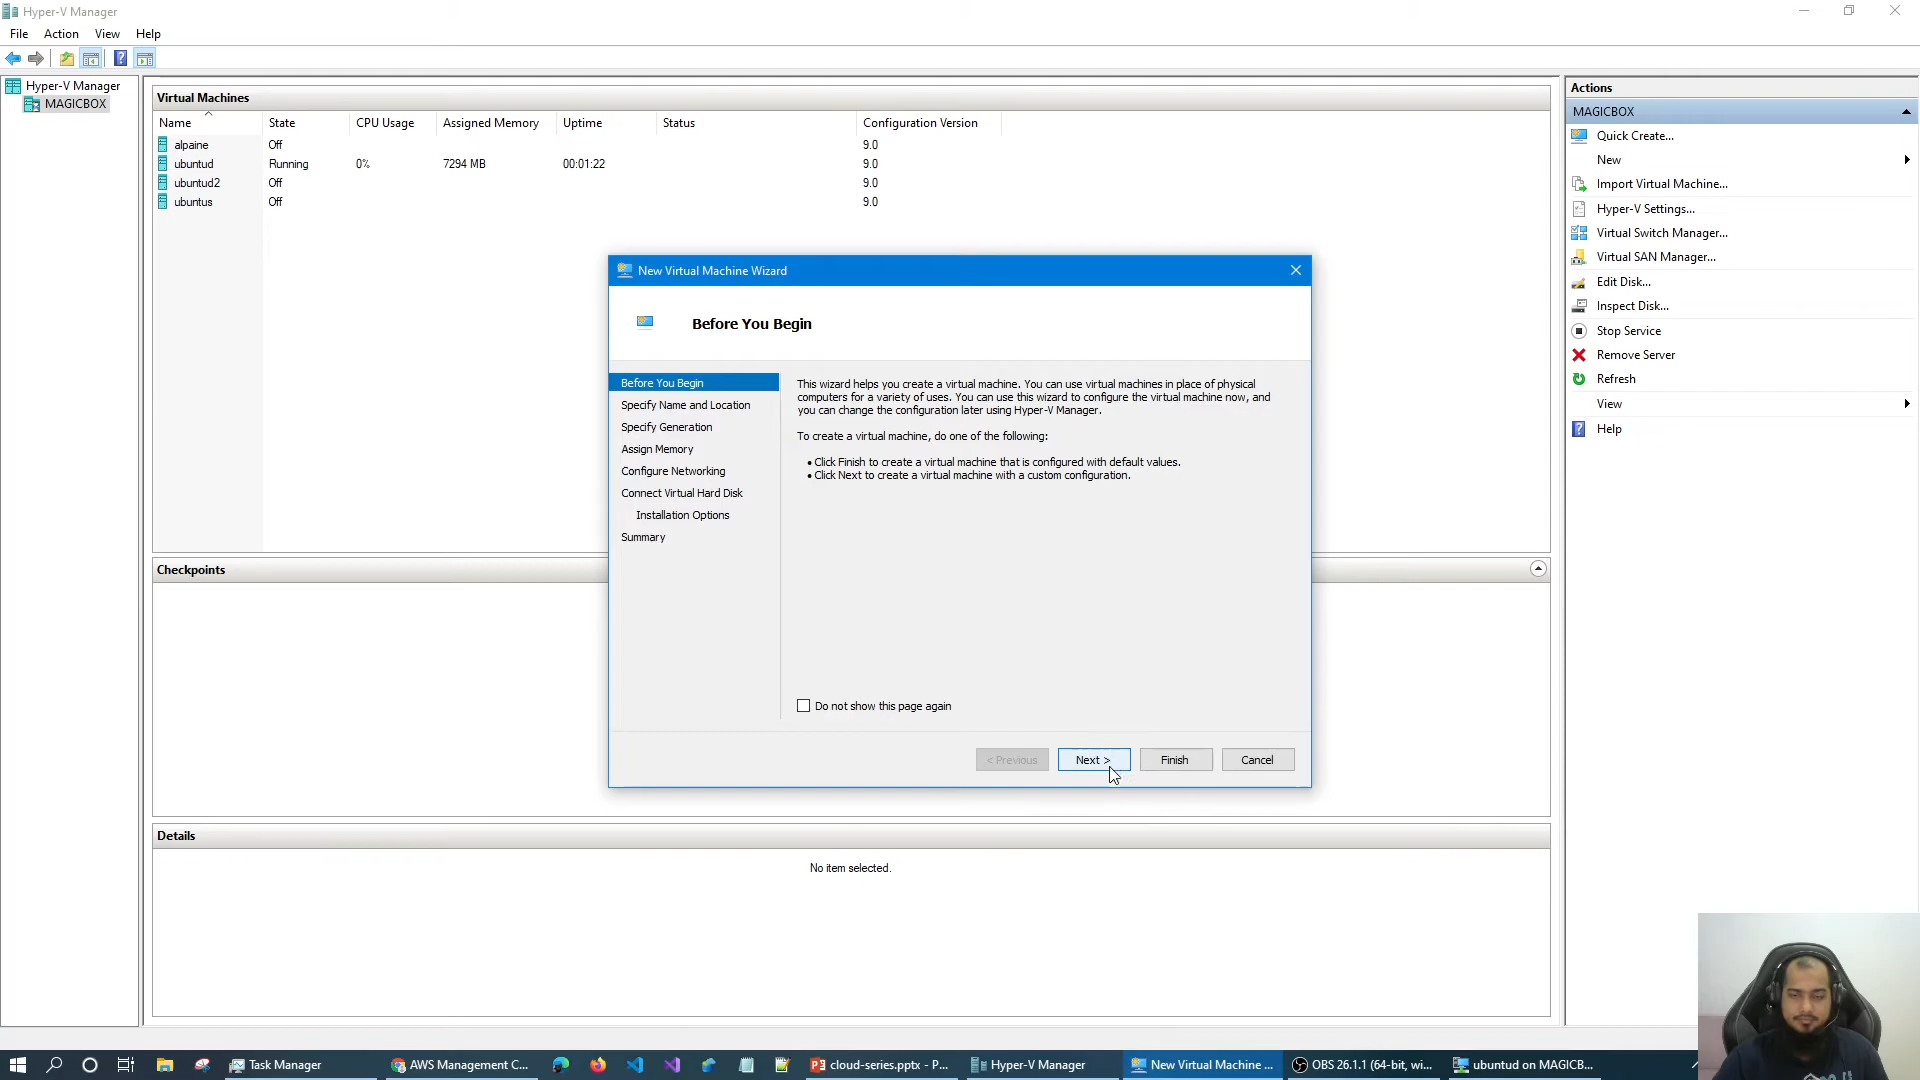 Hyper-V Manager
File Action View Help
Hyper-V Manager
MAGICBOX
Virtual Machines
Name State CPU Usage Assigned Memory Uptime Status Configuration Version
alpaine Off 9.0
ubuntud Running 0% 7294 MB 00:01:22 9.0
ubuntud2 Off 9.0
ubuntus Off 9.0
New Virtual Machine Wizard
Before You Begin
Before You Begin
Specify Name and Location
Specify Generation
Assign Memory
Configure Networking
Connect Virtual Hard Disk
Installation Options
Summary
This wizard helps you create a virtual machine. You can use virtual machines in place of physical
computers for a variety of uses. You can use this wizard to configure the virtual machine now, and
you can change the configuration later using Hyper-V Manager.
To create a virtual machine, do one of the following:
• Click Finish to create a virtual machine that is configured with default values.
• Click Next to create a virtual machine with a custom configuration.
Do not show this page again
< Previous Next > Finish Cancel
Checkpoints
Details
No item selected.
Actions
MAGICBOX
Quick Create...
New
Import Virtual Machine...
Hyper-V Settings...
Virtual Switch Manager...
Virtual SAN Manager...
Edit Disk...
Inspect Disk...
Stop Service
Remove Server
Refresh
View
Help
Task Manager AWS Management C... cloud-series.pptx - P... Hyper-V Manager New Virtual Machine ... OBS 26.1.1 (64-bit, wi... ubuntud on MAGICB...